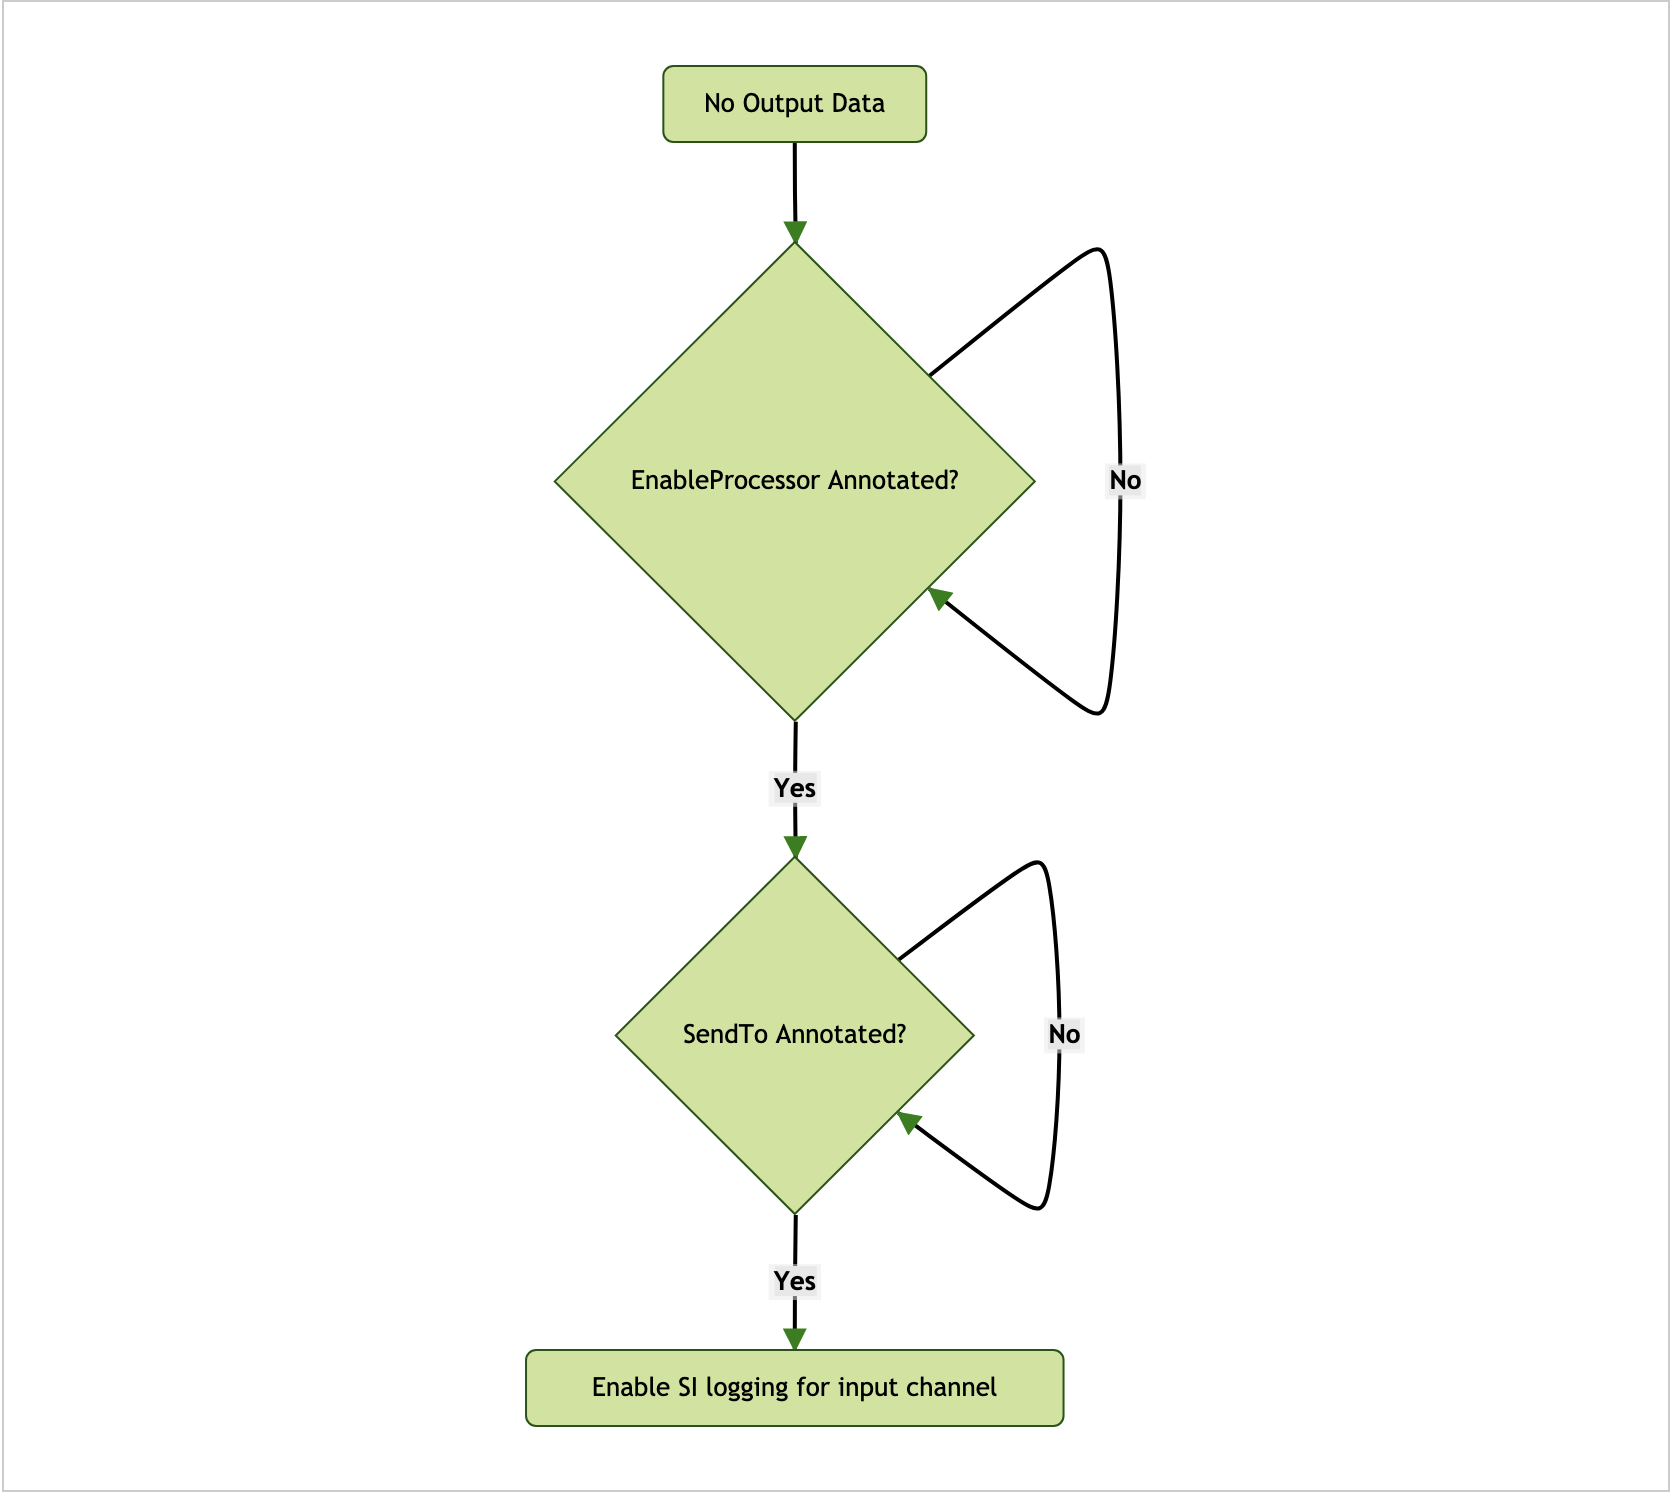 No Output Data
EnableProcessor Annotated?
No
Yes
SendTo Annotated?
No
Yes
Enable SI logging for input channel